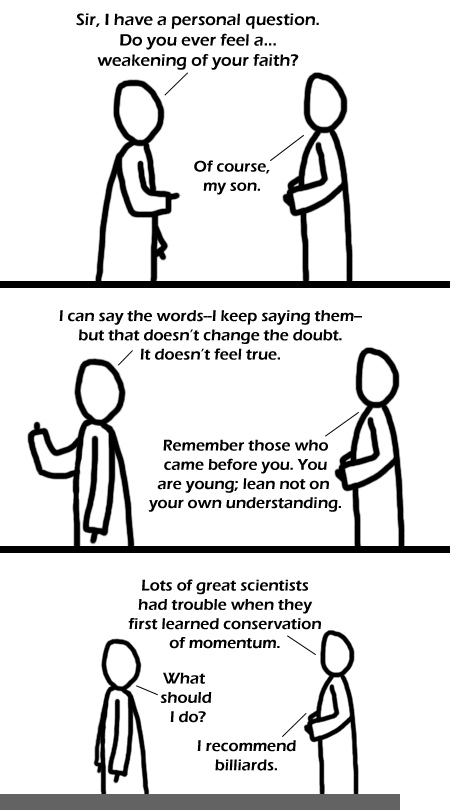 Sir, I have a personal question.
Do you ever feel a...
weakening of your faith?
Of course,
my son.
I can say the words–I keep saying them–
but that doesn't change the doubt.
It doesn't feel true.
Remember those who
came before you. You
are young; lean not on
your own understanding.
Lots of great scientists
had trouble when they
first learned conservation
of momentum.
What
should
I do?
I recommend
billiards.